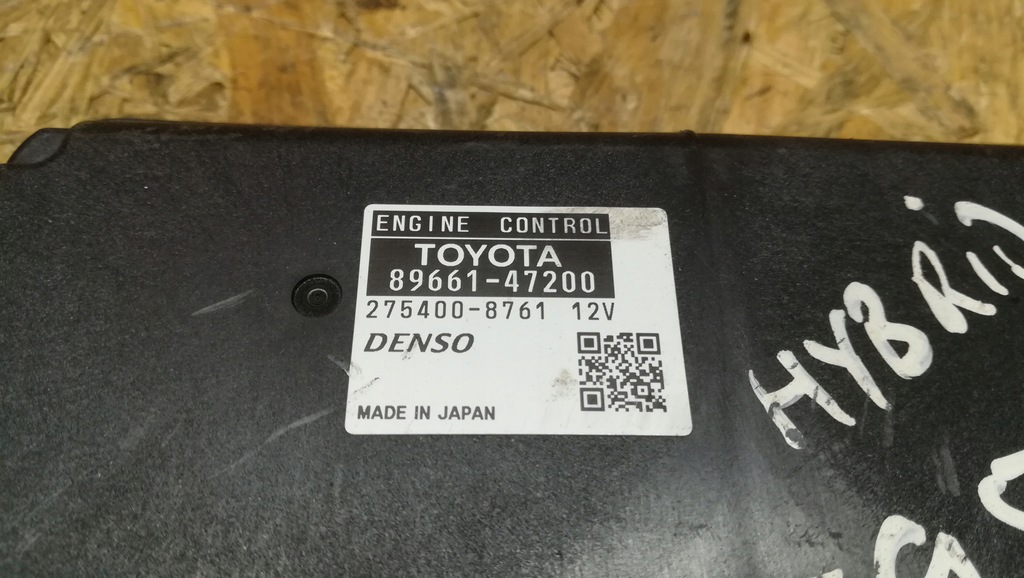 ENGINE CONTROL
TOYOTA
89661-47200
275400-8761 12V
DENSO
MADE IN JAPAN
HYBRID